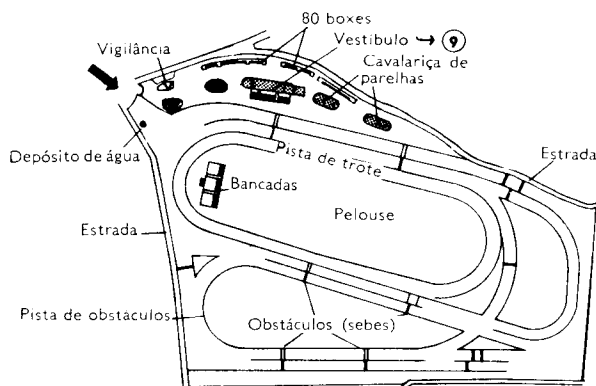 80 boxes
Vigilância
Vestíbulo → 9
Cavalariça de
parelhas
Depósito de água
Pista de trote
Estrada
Bancadas
Pelouse
Estrada
Pista de obstáculos
Obstáculos (sebes)